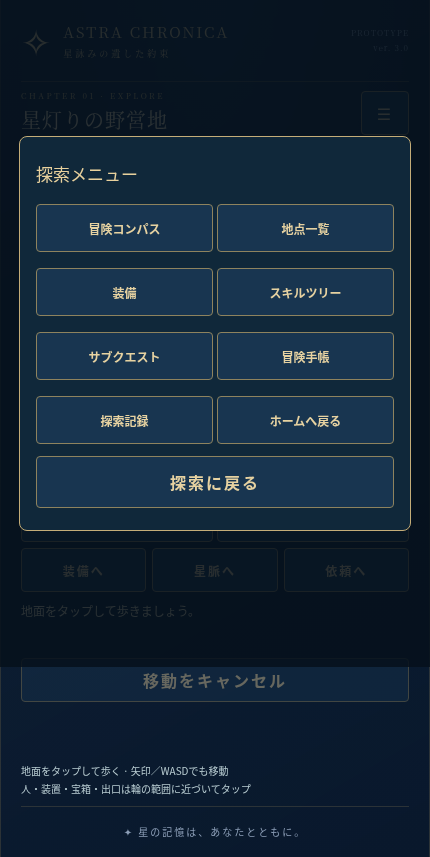 ASTRA CHRONICA
星詠みの遺した約束
PROTOTYPE
ver. 1.0
CHAPTER 01 EXPLORE
星灯りの野営地
探索メニュー
冒険コンパス
地点一覧
装備
スキルツリー
サブクエスト
冒険手帳
探索記録
ホームへ戻る
探索に戻る
装備へ
星脈へ
依頼へ
地面をタップして歩きましょう。
移動をキャンセル
地面をタップして歩く · 矢印／WASDでも移動
人・装置・宝箱・出口は輪の範囲に近づいてタップ
✦ 星の記憶は、あなたとともに。